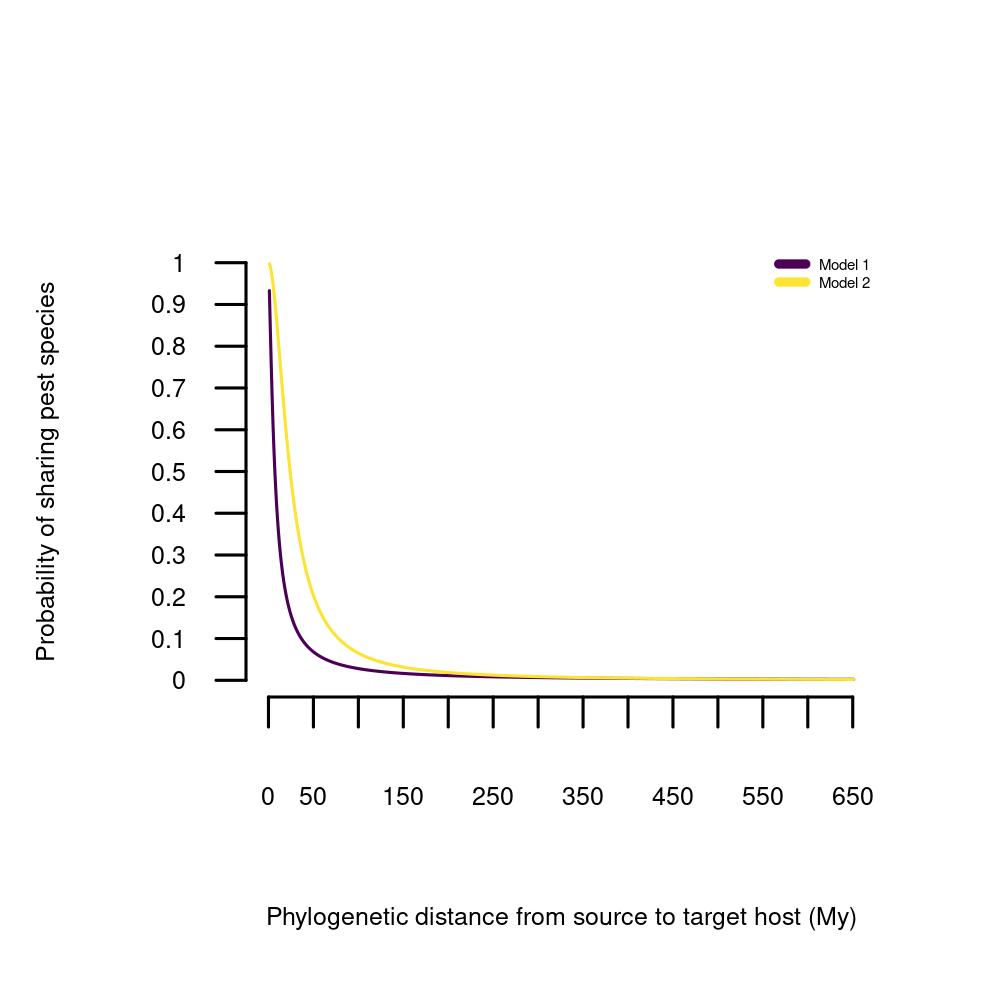 Model 1
Model 2
Probability of sharing pest species
1
0.9
0.8
0.7
0.6
0.5
0.4
0.3
0.2
0.1
0
0 50 150 250 350 450 550 650
Phylogenetic distance from source to target host (My)